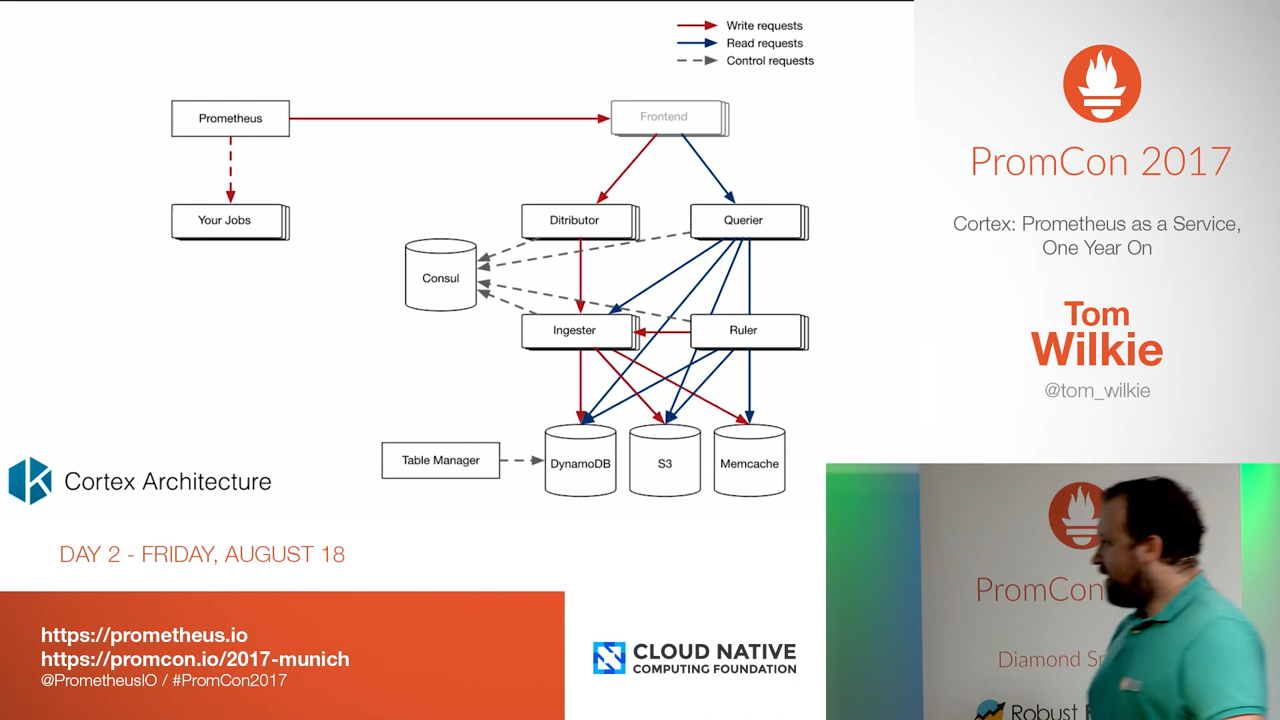 Write requests
Read requests
Control requests
Prometheus
Frontend
Your Jobs
Ditributor
Querier
Consul
Ingester
Ruler
Table Manager
DynamoDB
S3
Memcache
Cortex Architecture
DAY 2 - FRIDAY, AUGUST 18
https://prometheus.io
https://promcon.io/2017-munich
@PrometheusIO / #PromCon2017
CLOUD NATIVE
COMPUTING FOUNDATION
PromCon 2017
Cortex: Prometheus as a Service,
One Year On
Tom
Wilkie
@tom_wilkie
PromCon
Diamond
Robust